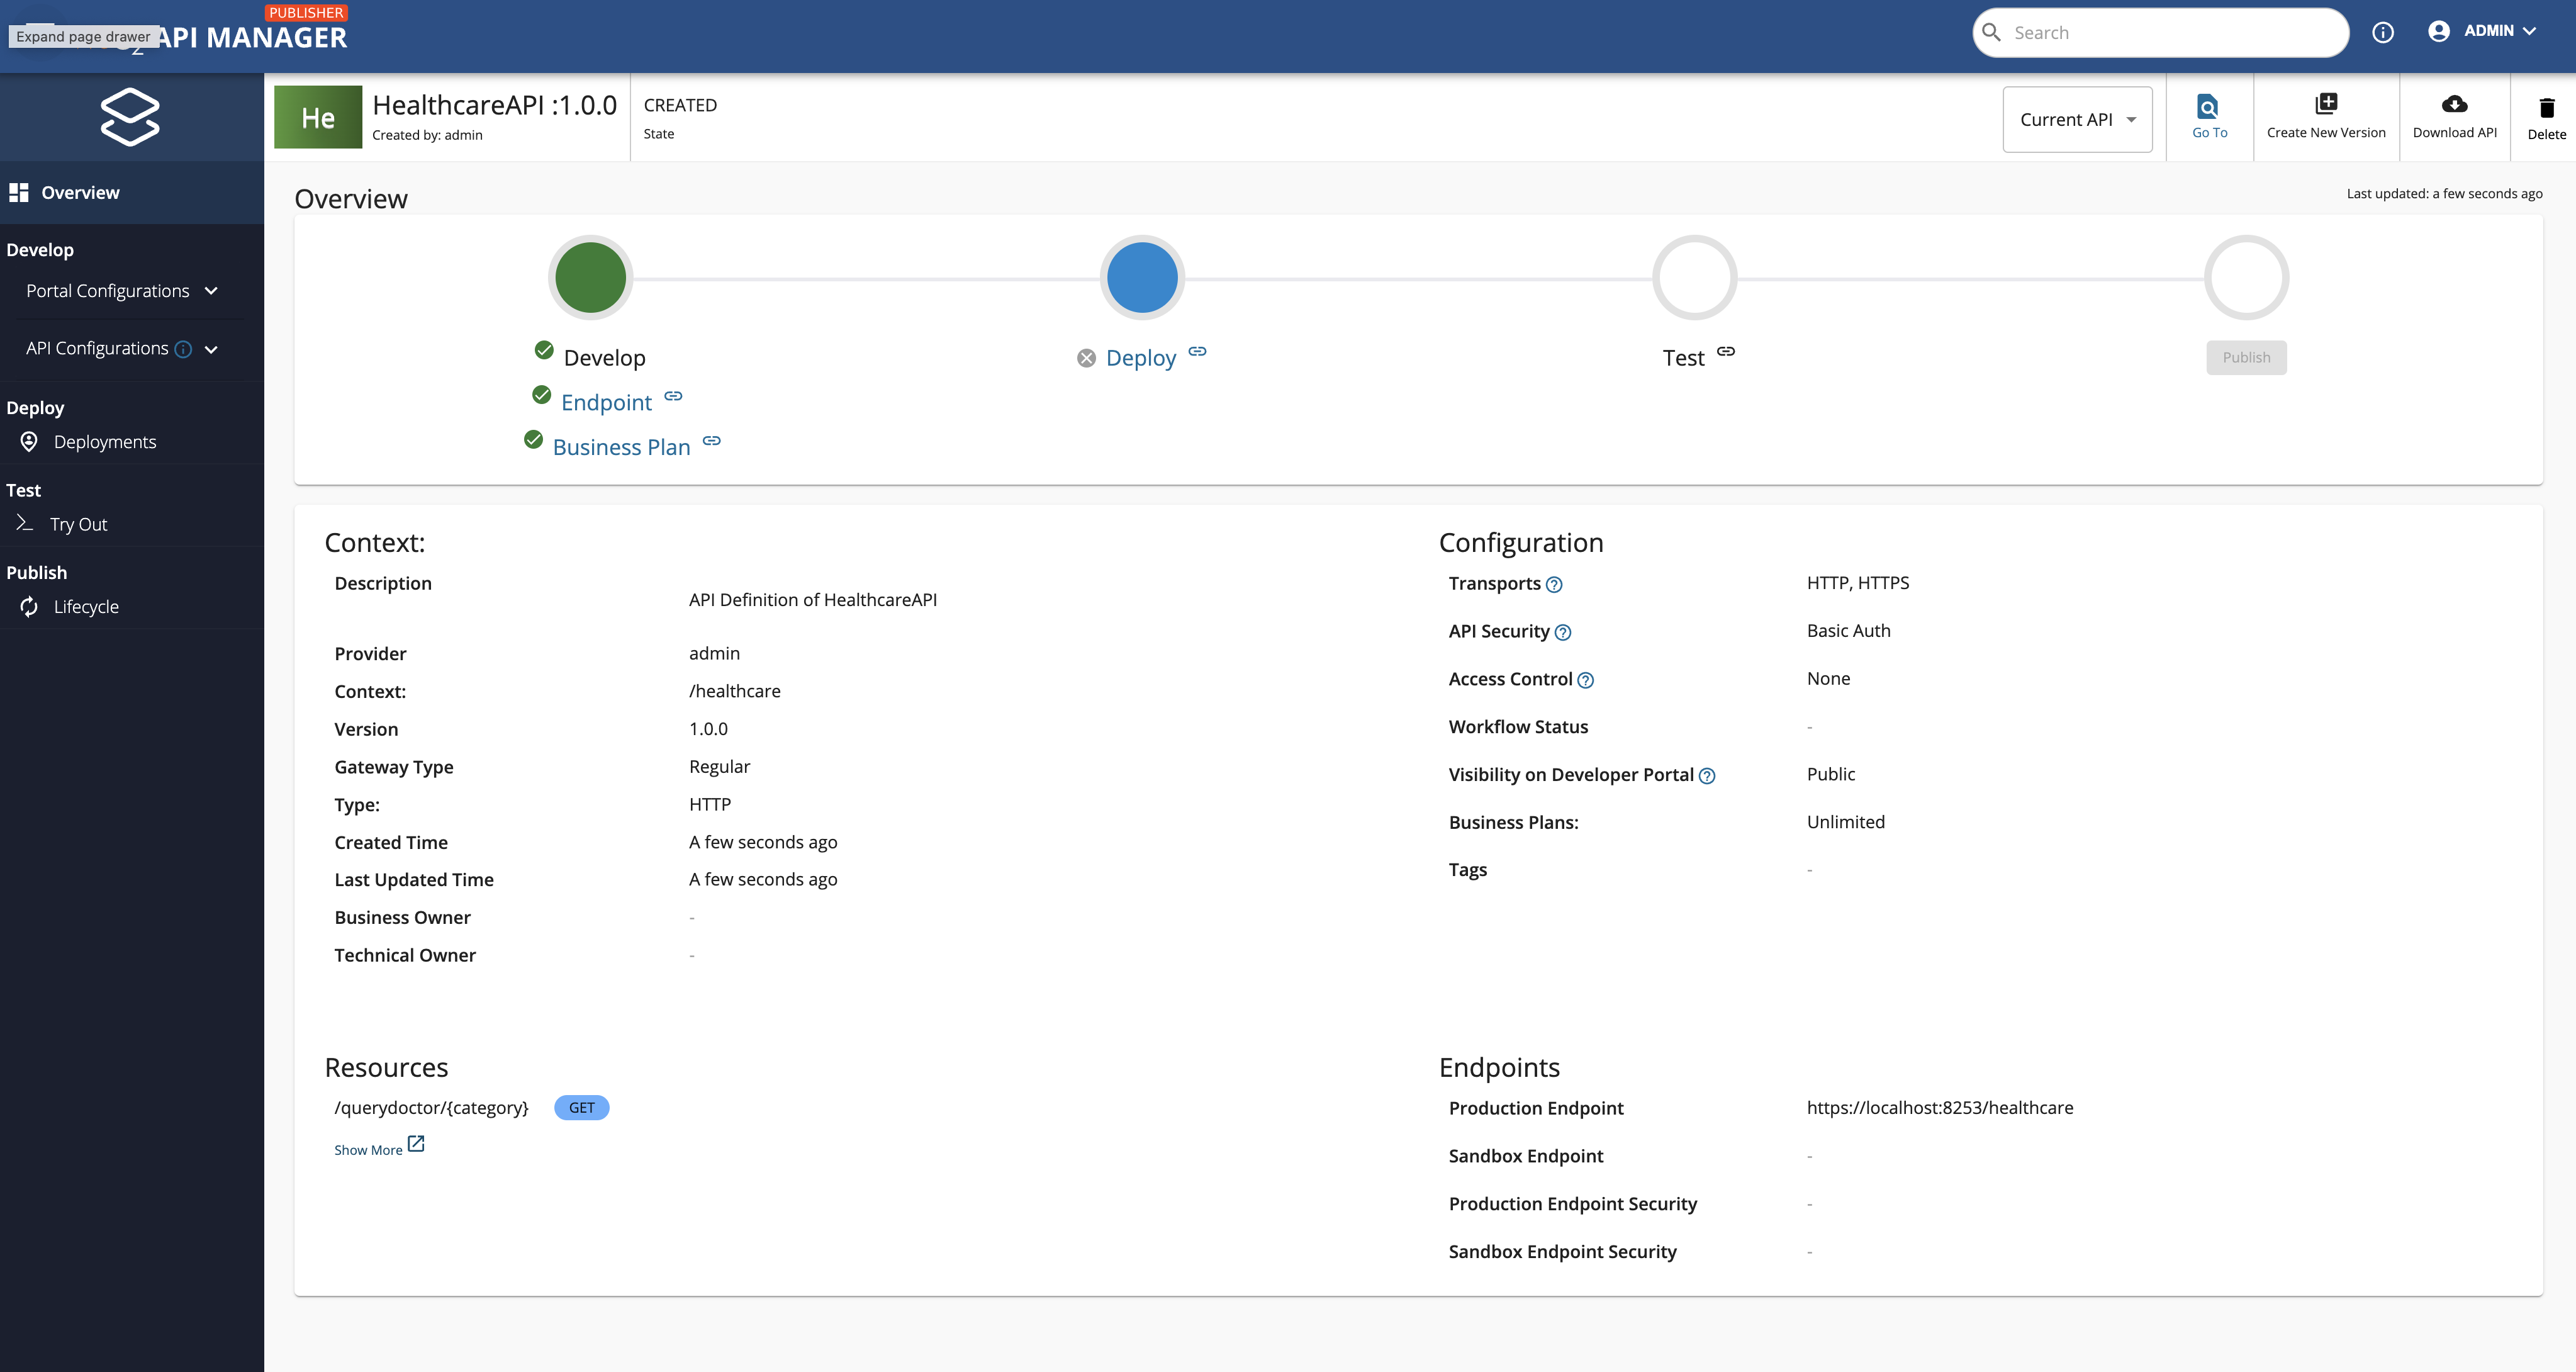 PUBLISHER
Expand page drawer
2 API MANAGER
Search
ADMIN
He
HealthcareAPI :1.0.0
Created by: admin
CREATED
State
Current API
Go To
Create New Version
Download API
Delete
Overview
Develop
Portal Configurations
API Configurations
Deploy
Deployments
Test
Try Out
Publish
Lifecycle
Overview
Last updated: a few seconds ago
Develop
Endpoint
Business Plan
Deploy
Test
Publish
Context:
Description
API Definition of HealthcareAPI
Provider admin
Context: /healthcare
Version 1.0.0
Gateway Type Regular
Type: HTTP
Created Time A few seconds ago
Last Updated Time A few seconds ago
Business Owner -
Technical Owner -
Configuration
Transports HTTP, HTTPS
API Security Basic Auth
Access Control None
Workflow Status -
Visibility on Developer Portal Public
Business Plans: Unlimited
Tags -
Resources
/querydoctor/{category} GET
Show More
Endpoints
Production Endpoint https://localhost:8253/healthcare
Sandbox Endpoint -
Production Endpoint Security -
Sandbox Endpoint Security -